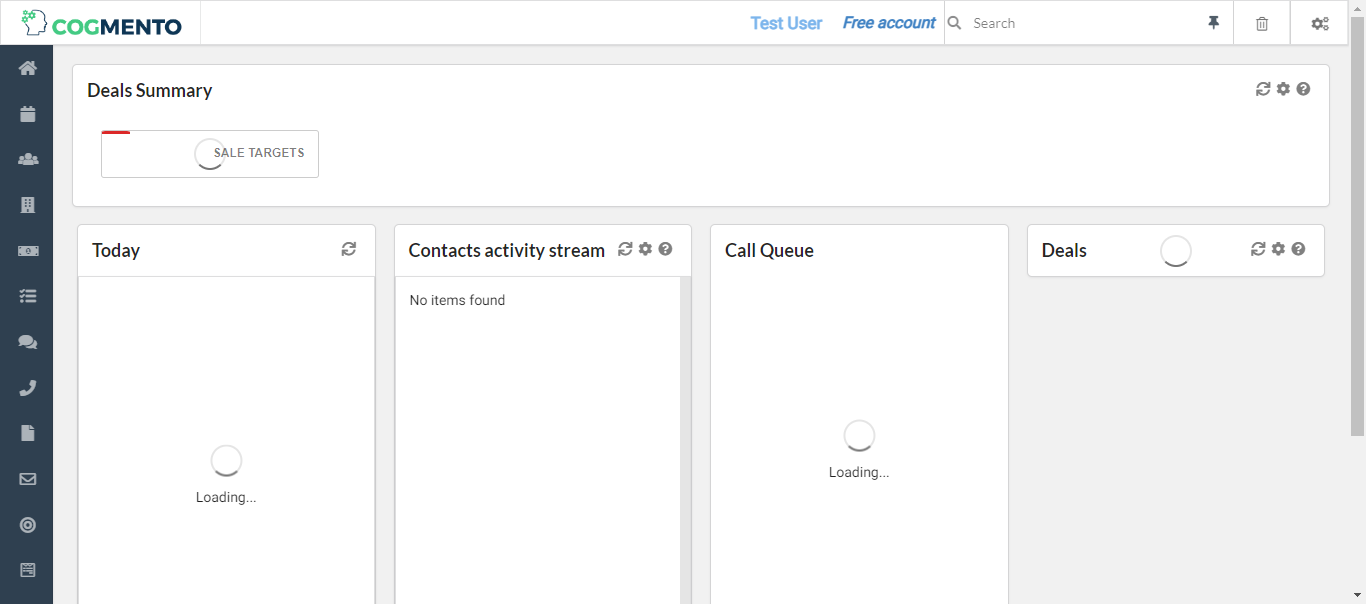 COGMENTO
Test User
Free account
Search
Deals Summary
SALE TARGETS
Today
Contacts activity stream
Call Queue
Deals
No items found
Loading...
Loading...